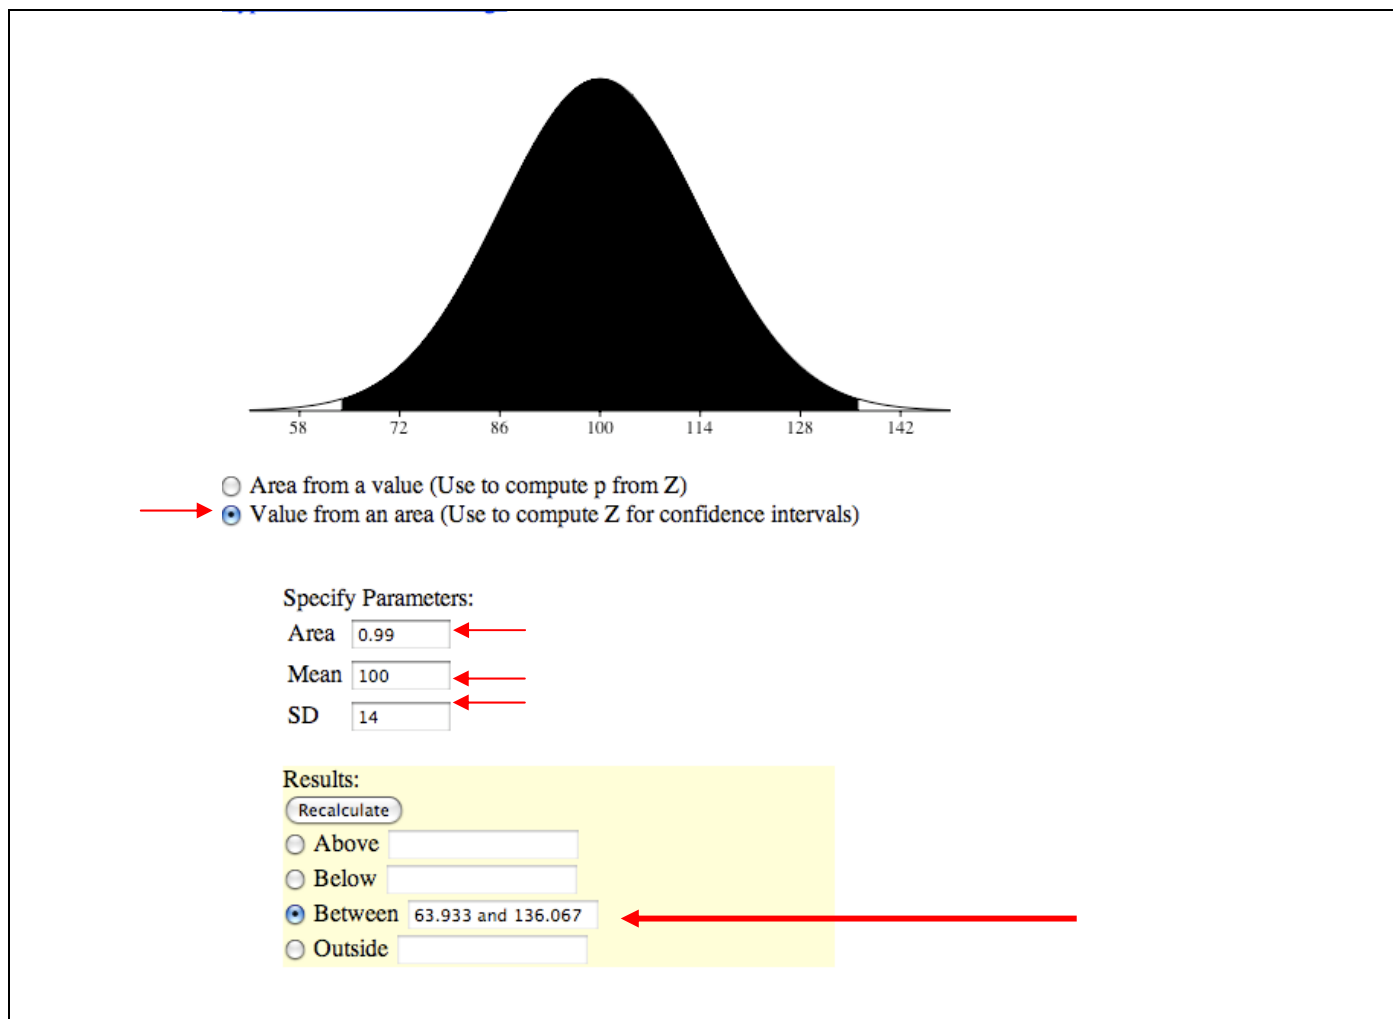 58 72 86 100 114 128 142
Area from a value (Use to compute p from Z)
Value from an area (Use to compute Z for confidence intervals)
Specify Parameters:
Area 0.99
Mean 100
SD 14
Results:
Recalculate
Above
Below
Between 63.933 and 136.067
Outside